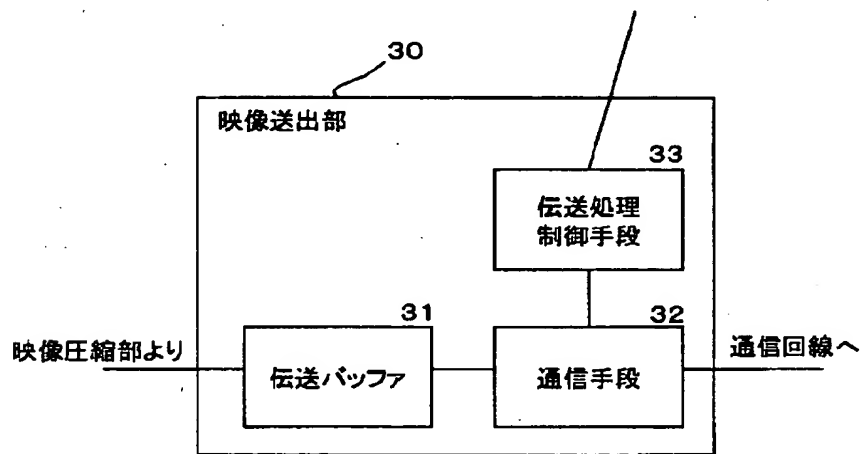 30
映像送出部
33
伝送処理
制御手段
31
32
映像圧縮部より
伝送バッファ
通信手段
通信回線へ